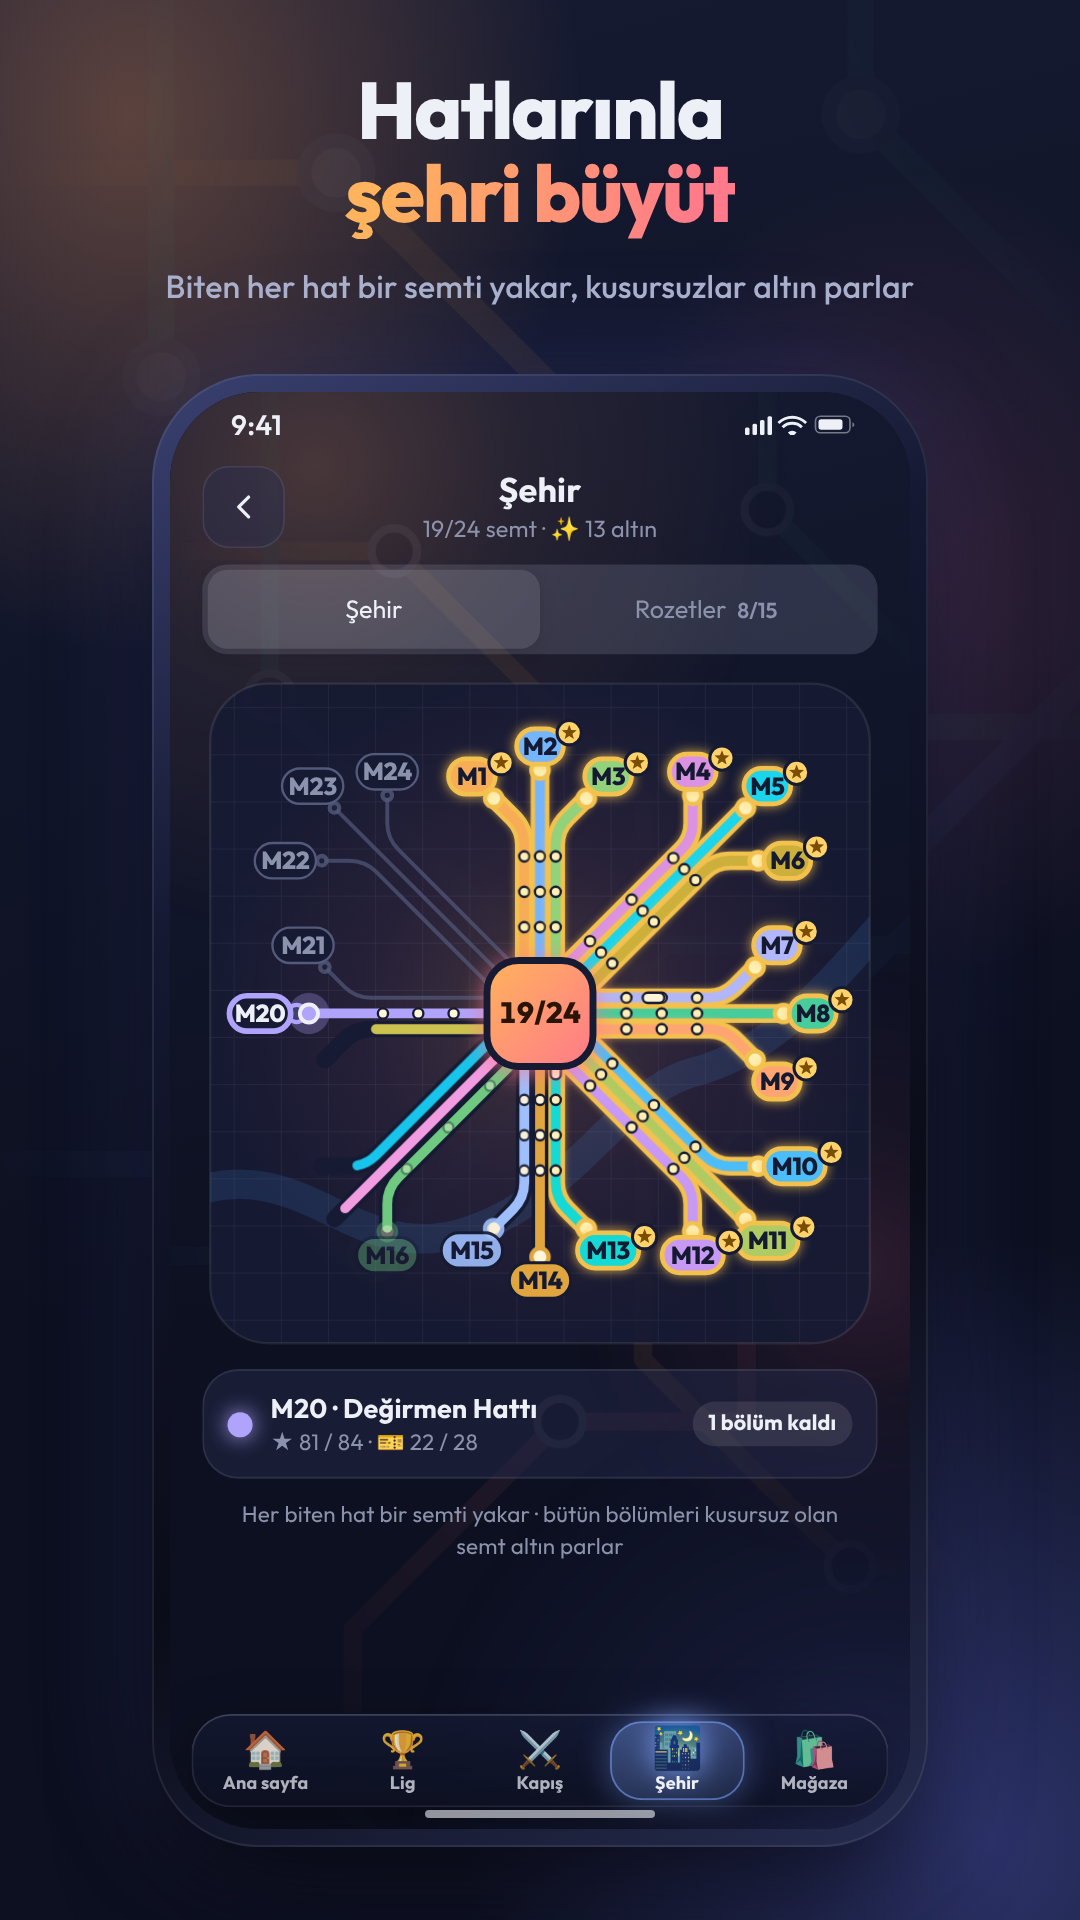 Hatlarınla
şehri büyüt
Biten her hat bir semti yakar, kusursuzlar altın parlar
9:41
Şehir
19/24 semt · ✨ 13 altın
Şehir
Rozetler 8/15
M2
M24
M1
M3
M4
M23
M5
M22
M6
M21
M7
M20
19/24
M8
M9
M10
M16
M15
M13
M12
M11
M14
M20 · Değirmen Hattı
★ 81 / 84 · 🎫 22 / 28
1 bölüm kaldı
Her biten hat bir semti yakar · bütün bölümleri kusursuz olan
semt altın parlar
Ana sayfa
Lig
Kapış
Şehir
Mağaza